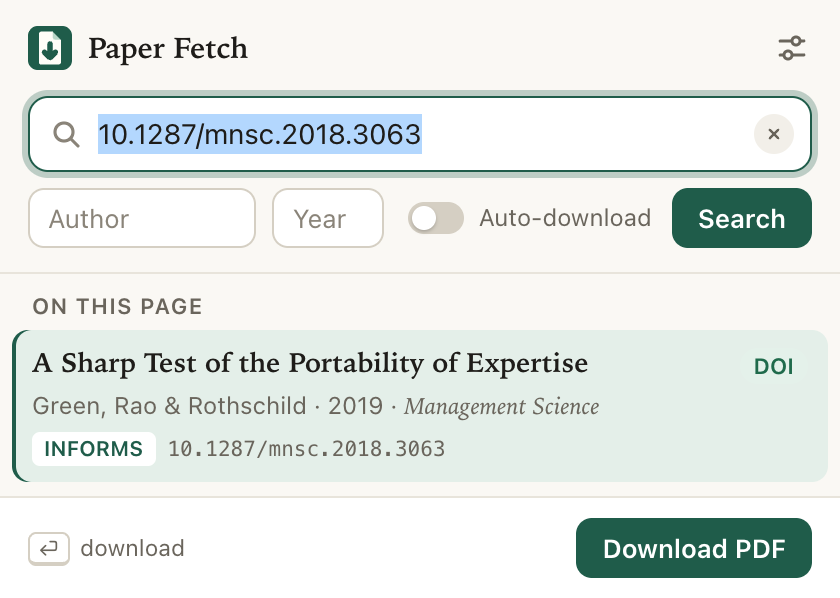 Paper Fetch
10.1287/mnsc.2018.3063
Author Year Auto-download Search
ON THIS PAGE
A Sharp Test of the Portability of Expertise DOI
Green, Rao & Rothschild · 2019 · Management Science
INFORMS 10.1287/mnsc.2018.3063
download Download PDF